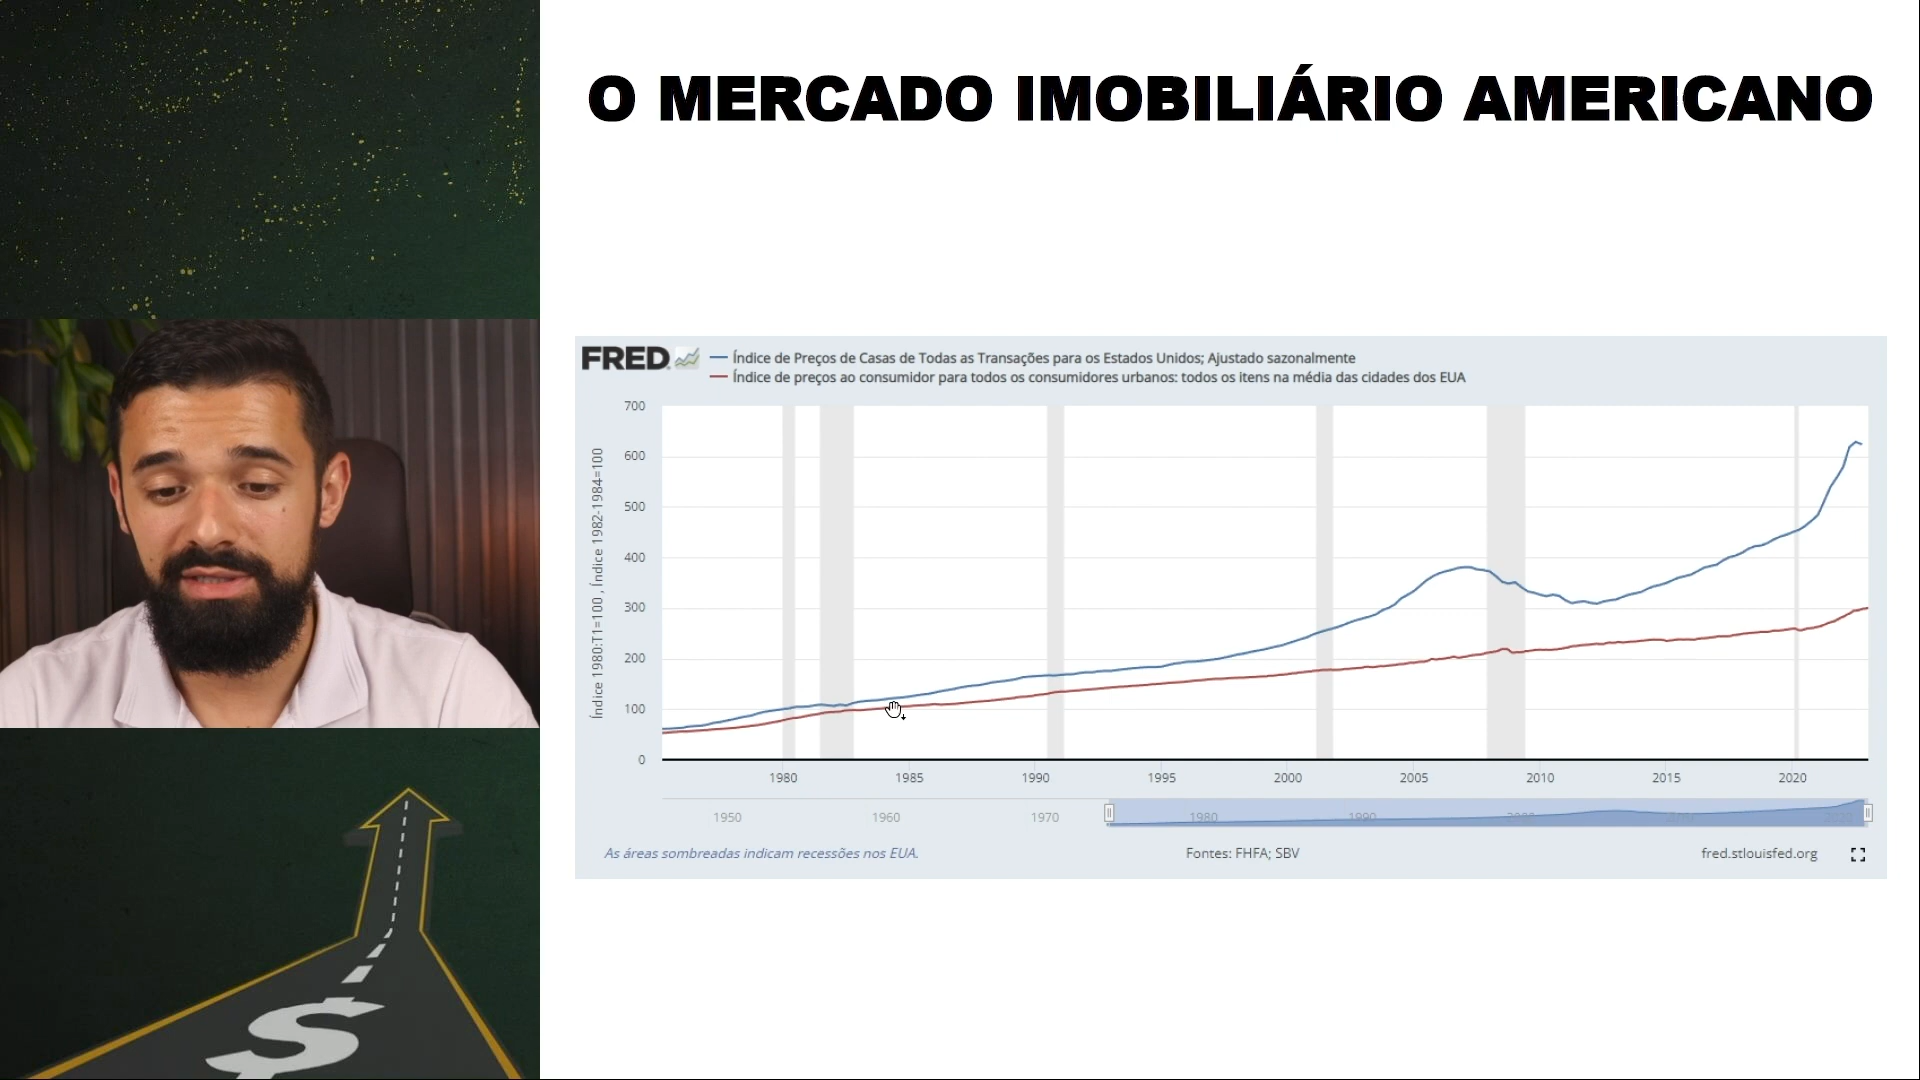 O MERCADO IMOBILIÁRIO AMERICANO
FRED
Índice de Preços de Casas de Todas as Transações para os Estados Unidos; Ajustado sazonalmente
Índice de preços ao consumidor para todos os consumidores urbanos: todos os itens na média das cidades dos EUA
Índice 1980:T1=100 , Índice 1982-1984=100
700
600
500
400
300
200
100
0
1980 1985 1990 1995 2000 2005 2010 2015 2020
1950 1960 1970 1980 1990 2000
As áreas sombreadas indicam recessões nos EUA.
Fontes: FHFA; SBV
fred.stlouisfed.org
$